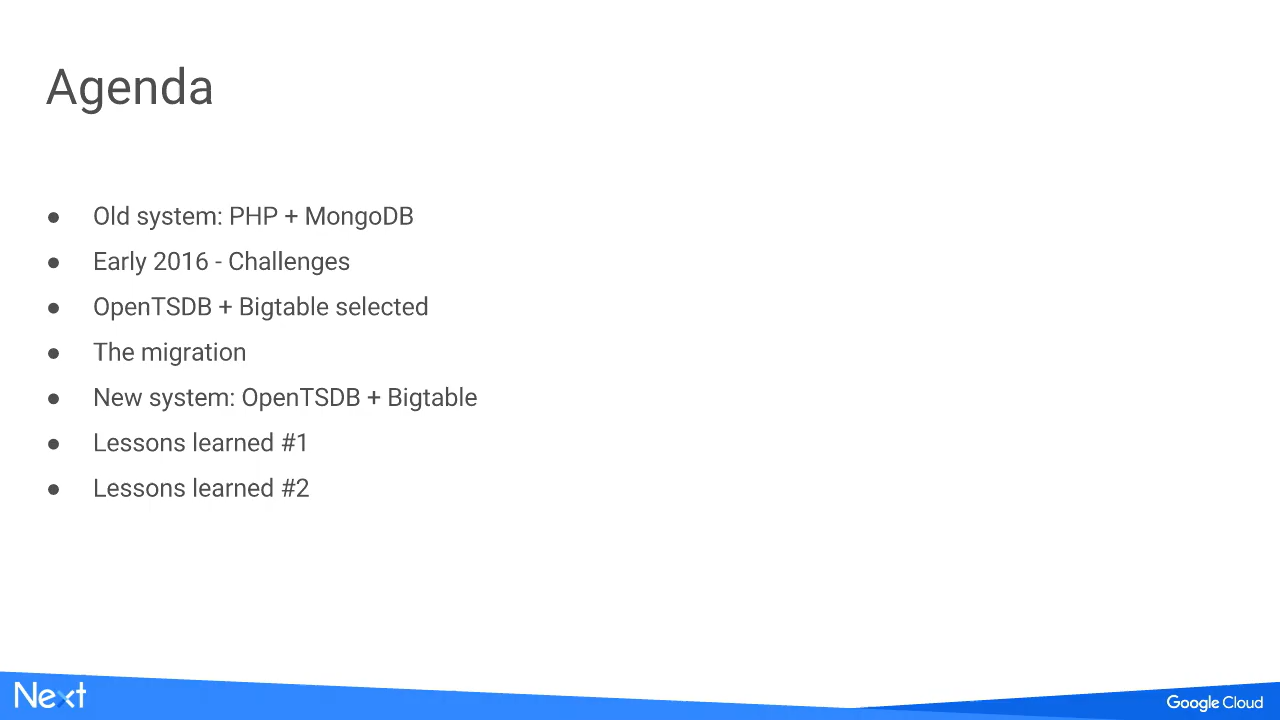 Agenda
● Old system: PHP + MongoDB
● Early 2016 - Challenges
● OpenTSDB + Bigtable selected
● The migration
● New system: OpenTSDB + Bigtable
● Lessons learned #1
● Lessons learned #2
Next
Google Cloud